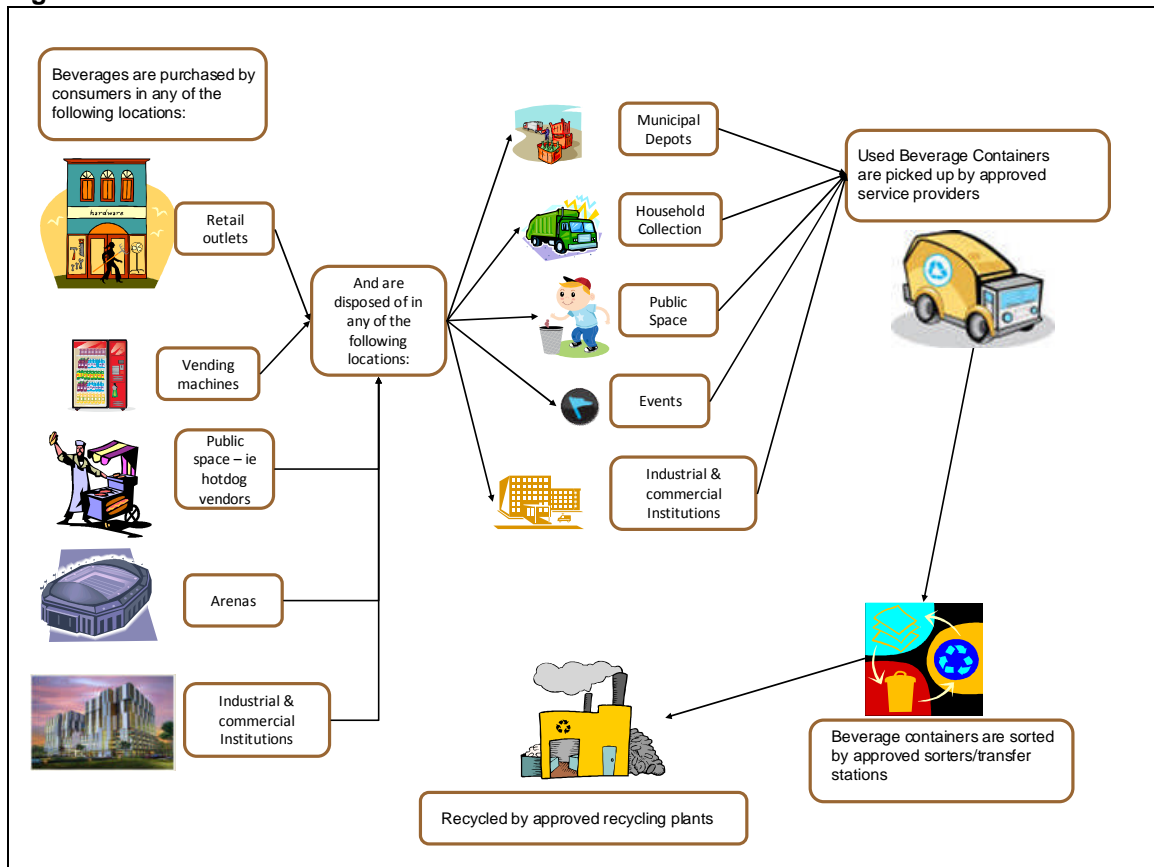 Beverages are purchased by
consumers in any of the
following locations:
hardware
Retail
outlets
Vending
machines
Public
space – ie
hotdog
vendors
Arenas
Industrial &
commercial
Institutions
And are
disposed of in
any of the
following
locations:
Municipal
Depots
Household
Collection
Public
Space
Events
Industrial &
commercial
Institutions
Used Beverage Containers
are picked up by approved
service providers
Beverage containers are sorted
by approved sorters/transfer
stations
Recycled by approved recycling plants